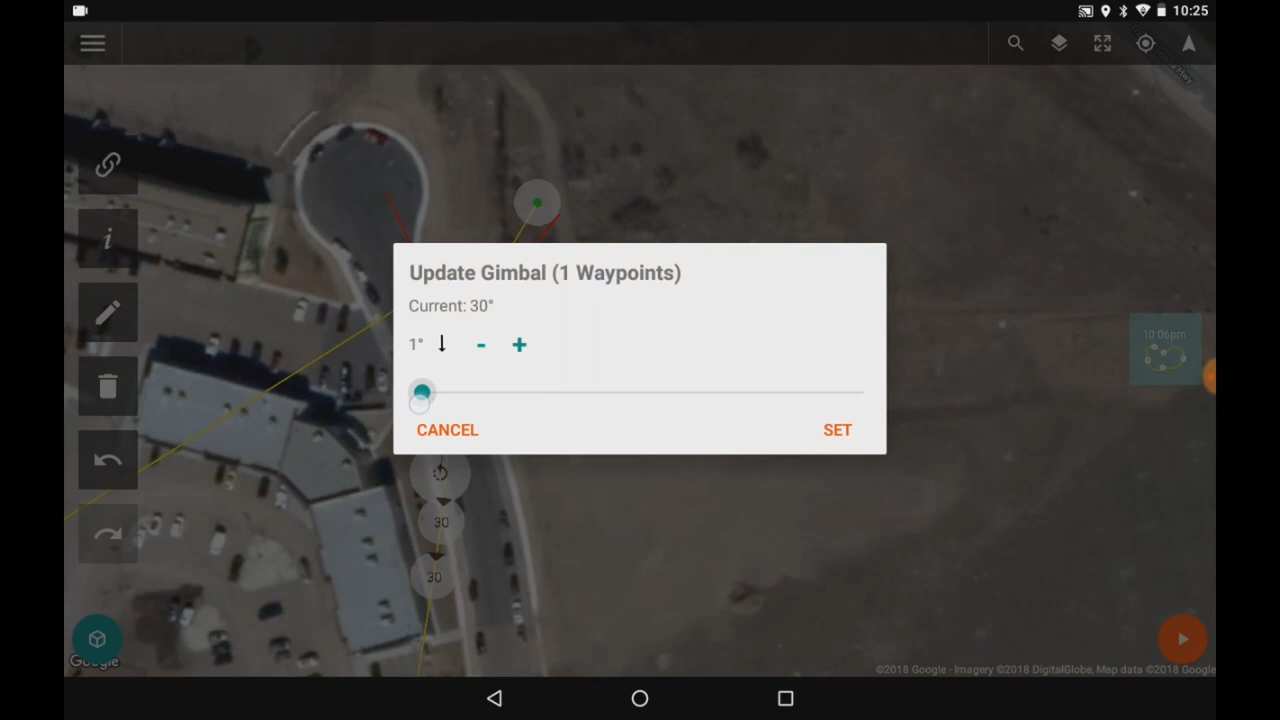 10:25
Update Gimbal (1 Waypoints)
Current: 30°
1° ↓ - +
10:06pm
CANCEL SET
30
30
Google
©2018 Google - Imagery ©2018 DigitalGlobe, Map data ©2018 Google